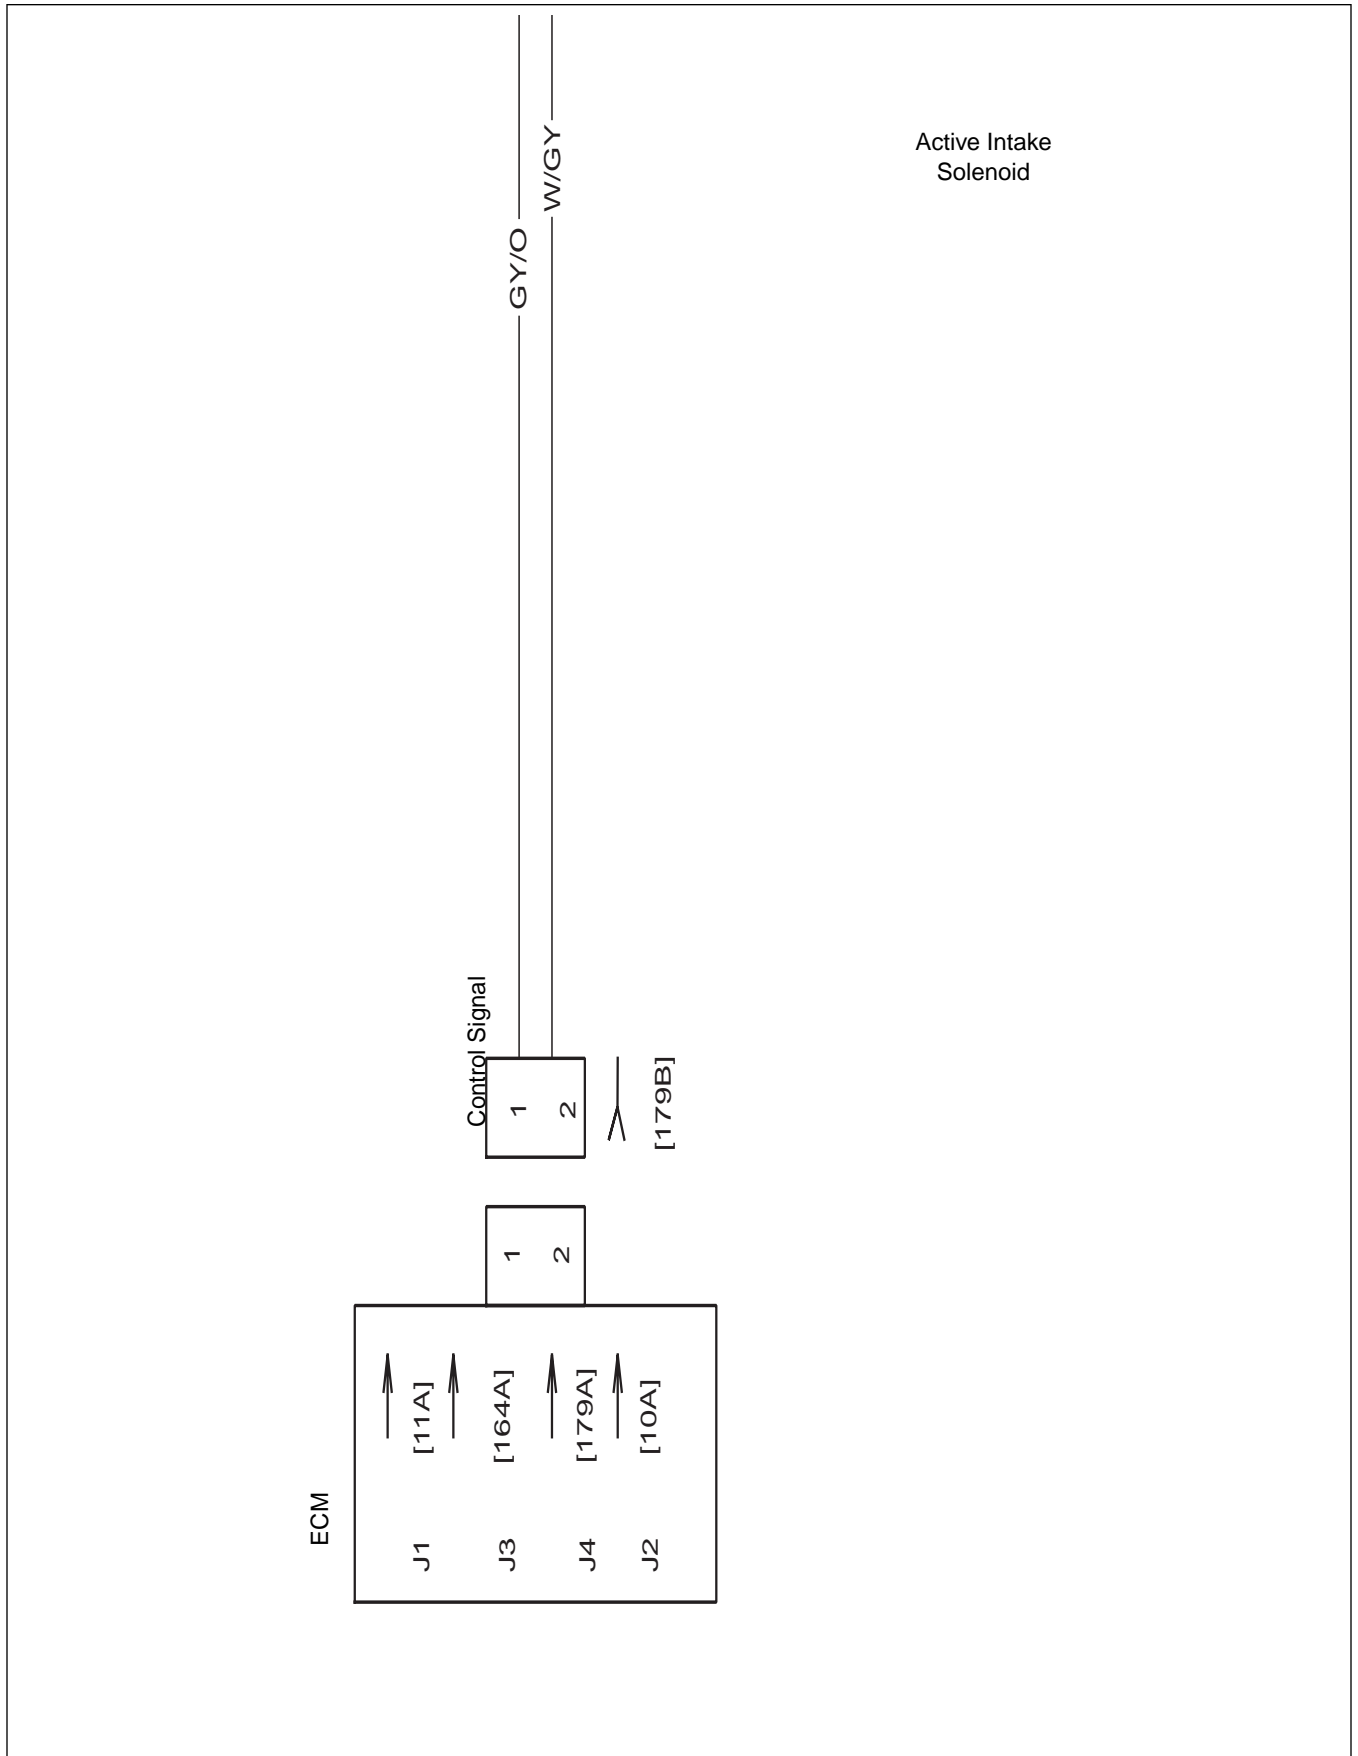 Active Intake
Solenoid
W/GY
GY/O
Control Signal
1
2
[179B]
1
2
[11A]
[164A]
[179A]
[10A]
ECM
J1
J3
J4
J2